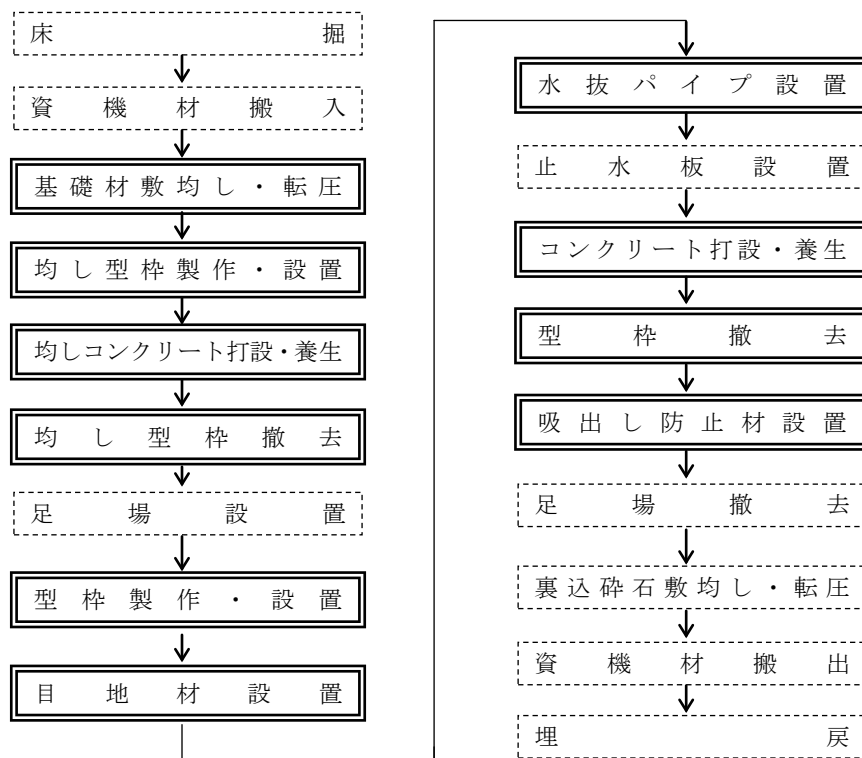 床掘
資機材搬入
基礎材敷均し・転圧
均し型枠製作・設置
均しコンクリート打設・養生
均し型枠撤去
足場設置
型枠製作・設置
目地材設置
水抜パイプ設置
止水板設置
コンクリート打設・養生
型枠撤去
吸出し防止材設置
足場撤去
裏込砕石敷均し・転圧
資機材搬出
埋戻